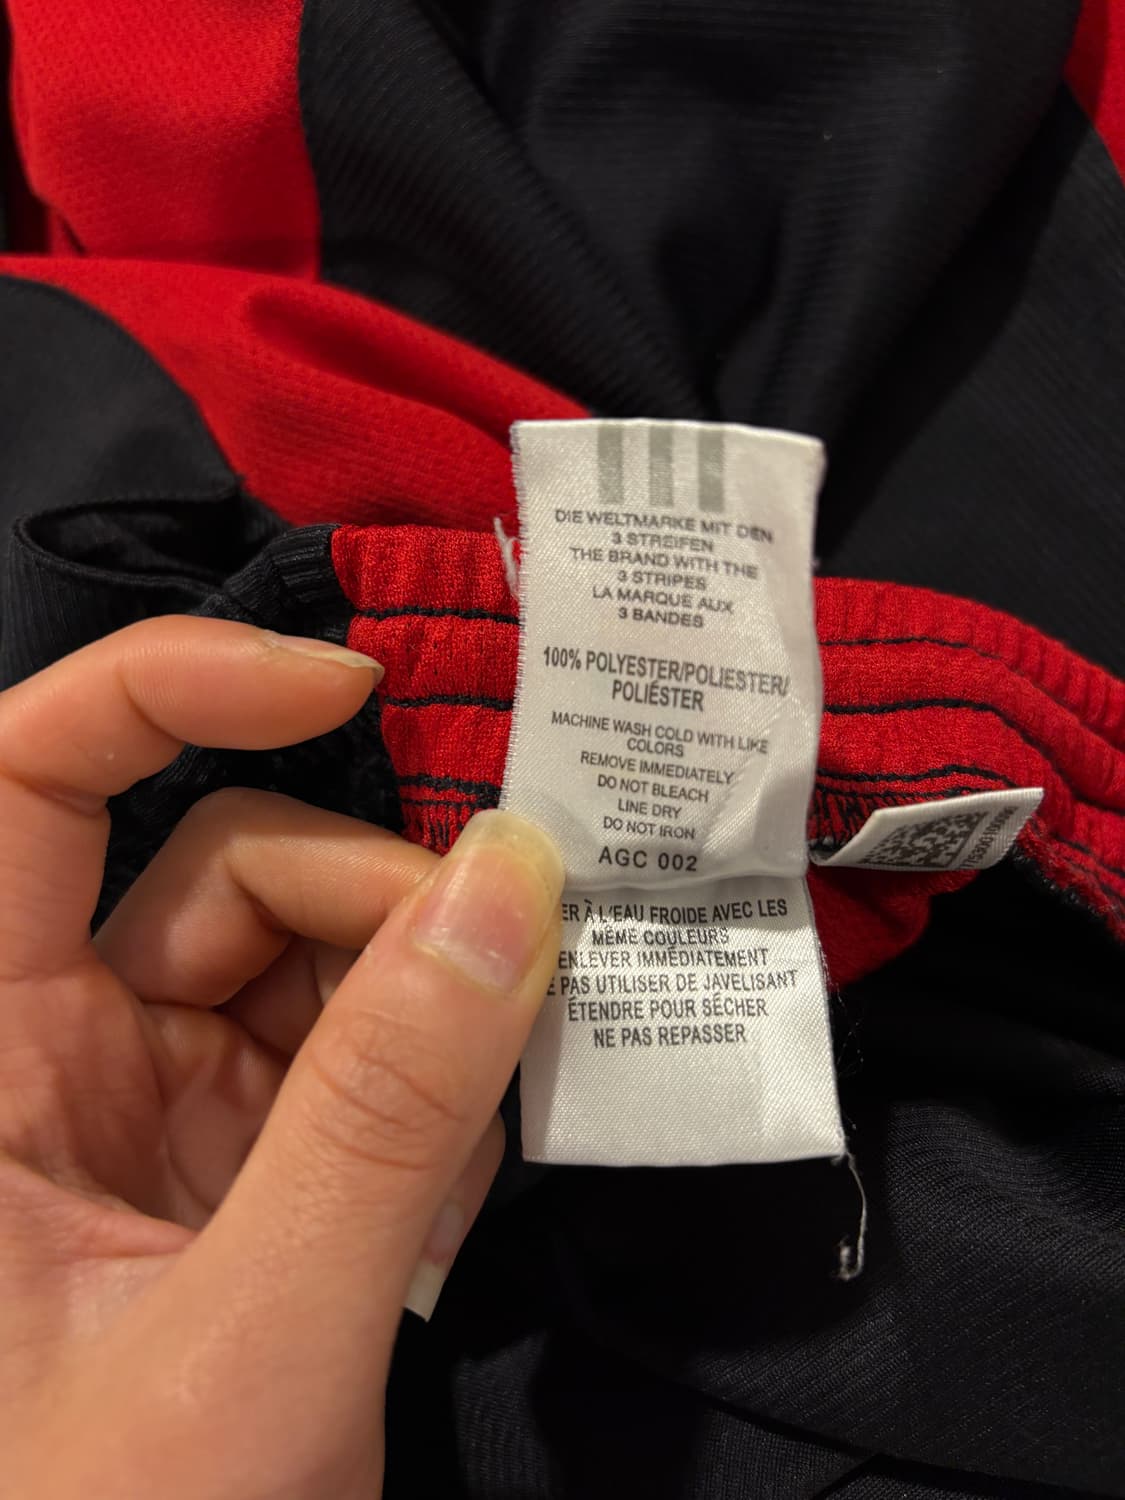 DIE WELTMARKE MIT DEN
3 STREIFEN
THE BRAND WITH THE
3 STRIPES
LA MARQUE AUX
3 BANDES
100% POLYESTER/POLIESTER/
POLIÉSTER
MACHINE WASH COLD WITH LIKE
COLORS
REMOVE IMMEDIATELY
DO NOT BLEACH
LINE DRY
DO NOT IRON
AGC 002
ER À L'EAU FROIDE AVEC LES
MÊME COULEURS
ENLEVER IMMÉDIATEMENT
E PAS UTILISER DE JAVELISANT
ÉTENDRE POUR SÉCHER
NE PAS REPASSER